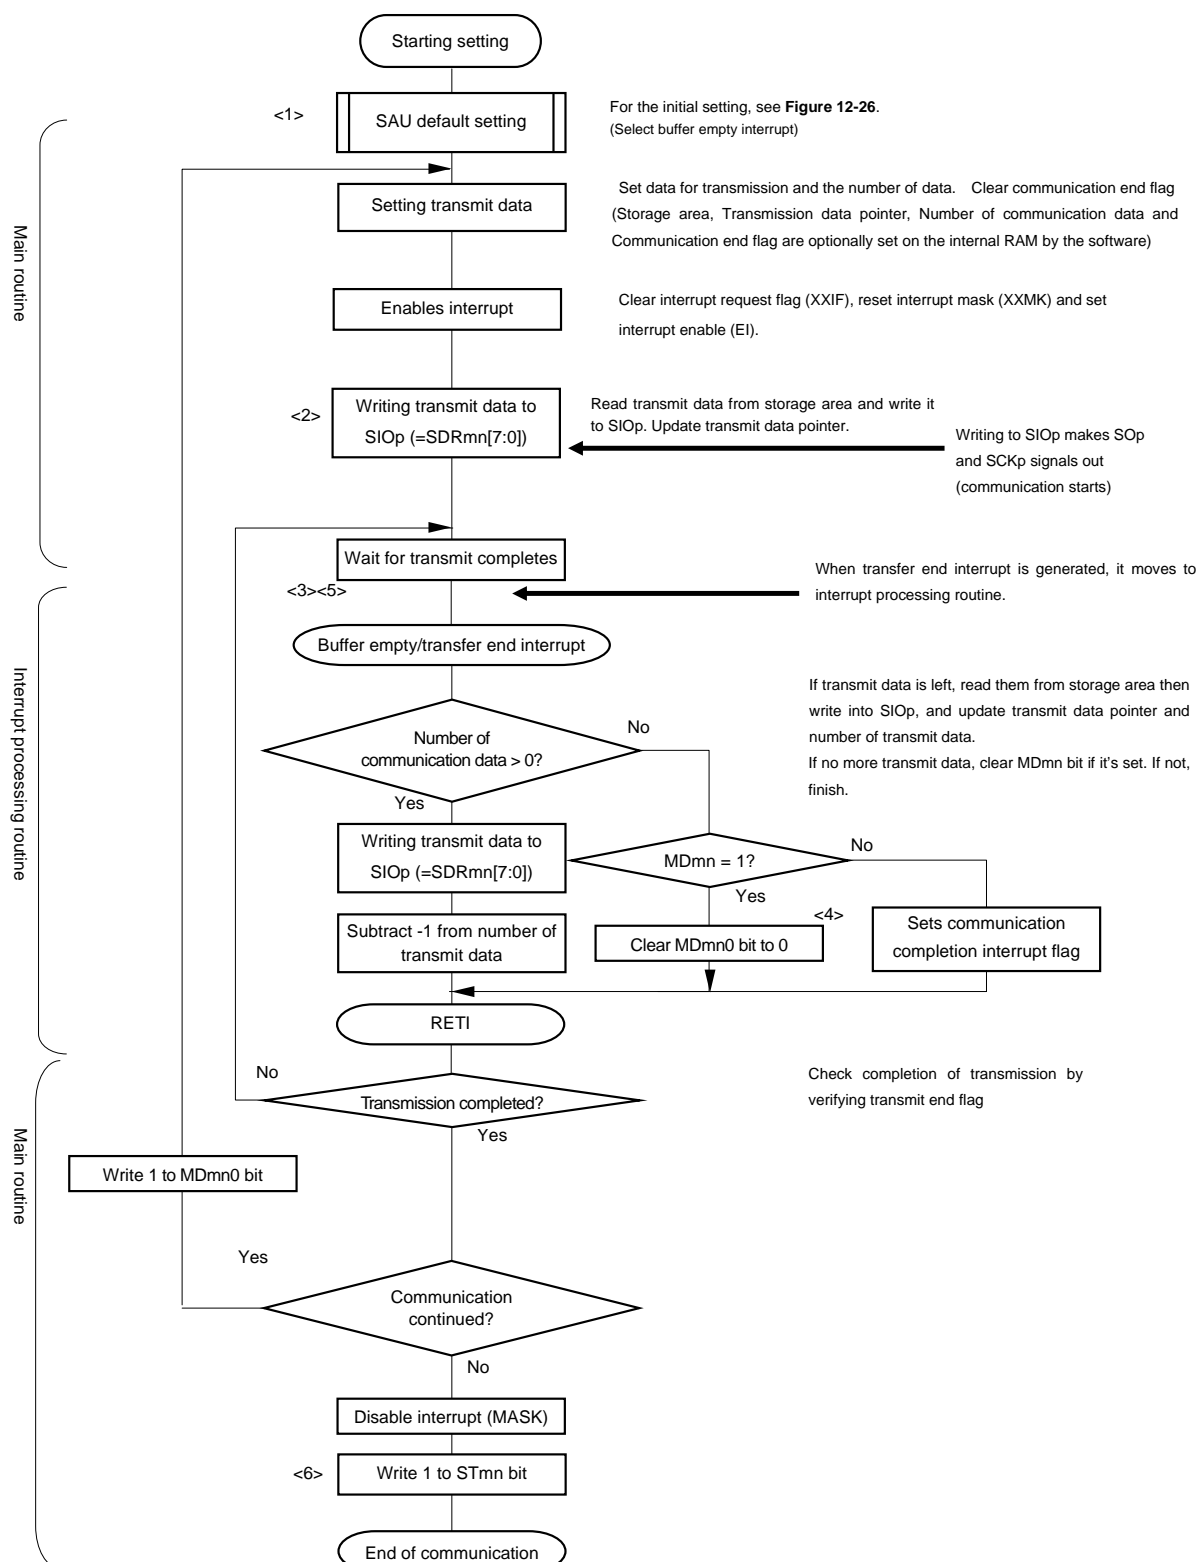 Starting setting
<1>
SAU default setting
For the initial setting, see Figure 12-26.
(Select buffer empty interrupt)
Main routine
Setting transmit data
Set data for transmission and the number of data. Clear communication end flag
(Storage area, Transmission data pointer, Number of communication data and
Communication end flag are optionally set on the internal RAM by the software)
Enables interrupt
Clear interrupt request flag (XXIF), reset interrupt mask (XXMK) and set
interrupt enable (EI).
<2>
Writing transmit data to
SIOp (=SDRmn[7:0])
Read transmit data from storage area and write it
to SIOp. Update transmit data pointer.
Writing to SIOp makes SOp
and SCKp signals out
(communication starts)
Wait for transmit completes
<3><5>
When transfer end interrupt is generated, it moves to
interrupt processing routine.
Interrupt processing routine
Buffer empty/transfer end interrupt
Number of
communication data > 0?
No
Yes
If transmit data is left, read them from storage area then
write into SIOp, and update transmit data pointer and
number of transmit data.
If no more transmit data, clear MDmn bit if it's set. If not,
finish.
Writing transmit data to
SIOp (=SDRmn[7:0])
MDmn = 1?
No
Yes
<4>
Subtract -1 from number of
transmit data
Clear MDmn0 bit to 0
Sets communication
completion interrupt flag
RETI
Main routine
No
Transmission completed?
Yes
Check completion of transmission by
verifying transmit end flag
Write 1 to MDmn0 bit
Yes
Communication
continued?
No
Disable interrupt (MASK)
<6>
Write 1 to STmn bit
End of communication